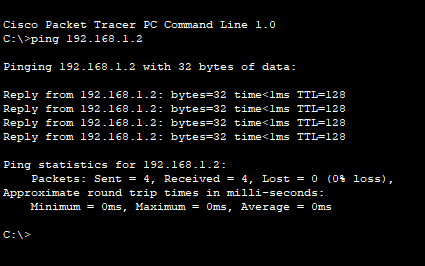 Cisco Packet Tracer PC Command Line 1.0
C:\>ping 192.168.1.2
Pinging 192.168.1.2 with 32 bytes of data:
Reply from 192.168.1.2: bytes=32 time<1ms TTL=128
Reply from 192.168.1.2: bytes=32 time<1ms TTL=128
Reply from 192.168.1.2: bytes=32 time<1ms TTL=128
Reply from 192.168.1.2: bytes=32 time<1ms TTL=128
Ping statistics for 192.168.1.2:
    Packets: Sent = 4, Received = 4, Lost = 0 (0% loss),
Approximate round trip times in milli-seconds:
    Minimum = 0ms, Maximum = 0ms, Average = 0ms
C:\>